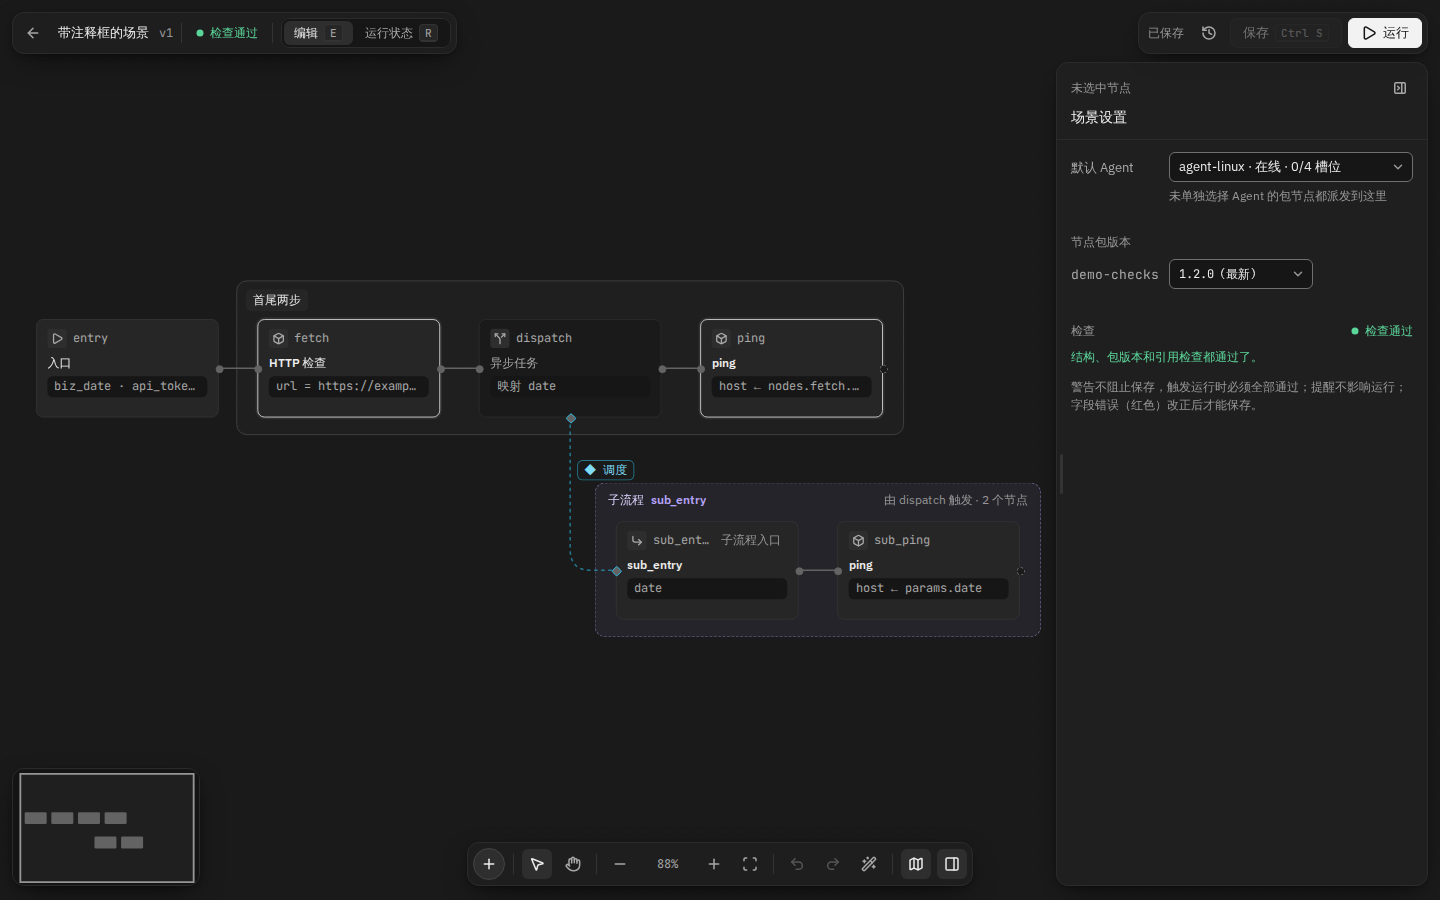 带注释框的场景 v1 检查通过 编辑 E 运行状态 R
已保存 保存 Ctrl S 运行
未选中节点
场景设置
默认 Agent agent-linux · 在线 · 0/4 槽位
未单独选择 Agent 的包节点都派发到这里
节点包版本
demo-checks 1.2.0 (最新)
检查 检查通过
结构、包版本和引用检查都通过了。
警告不阻止保存，触发运行时必须全部通过；提醒不影响运行；
字段错误（红色）改正后才能保存。
首尾两步
entry
入口
biz_date · api_toke…
fetch
HTTP 检查
url = https://examp…
dispatch
异步任务
映射 date
ping
ping
host ← nodes.fetch.…
调度
子流程 sub_entry 由 dispatch 触发 · 2 个节点
sub_ent… 子流程入口
sub_entry
date
sub_ping
ping
host ← params.date
88%